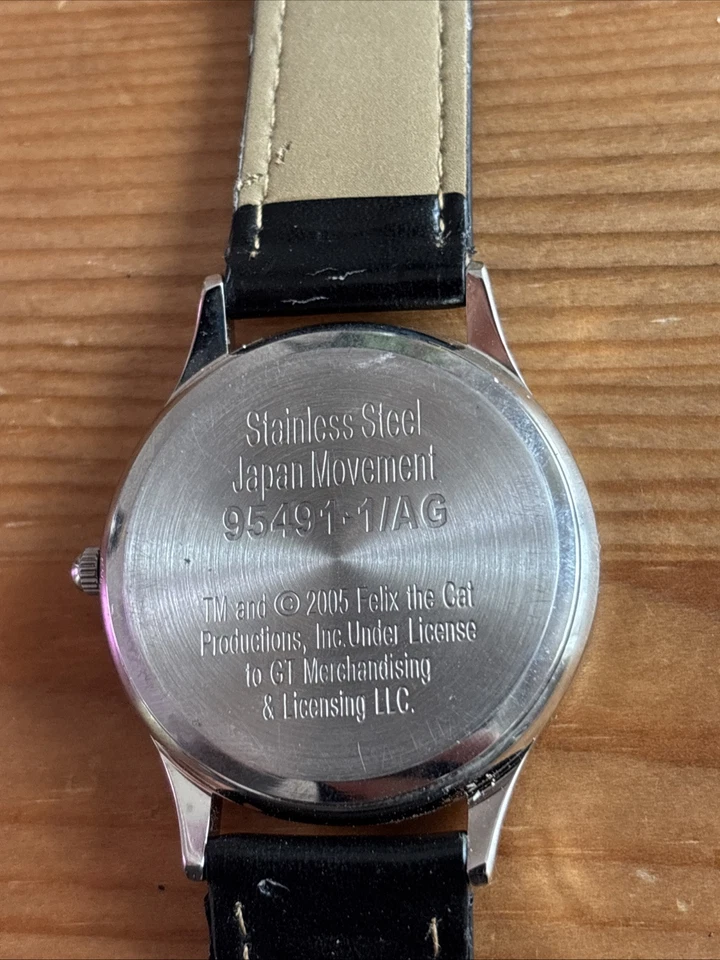 Stainless Steel
Japan Movement
95491-1/AG
TM and © 2005 Felix the Cat
Productions, Inc.Under License
to GT Merchandising
& Licensing LLC.